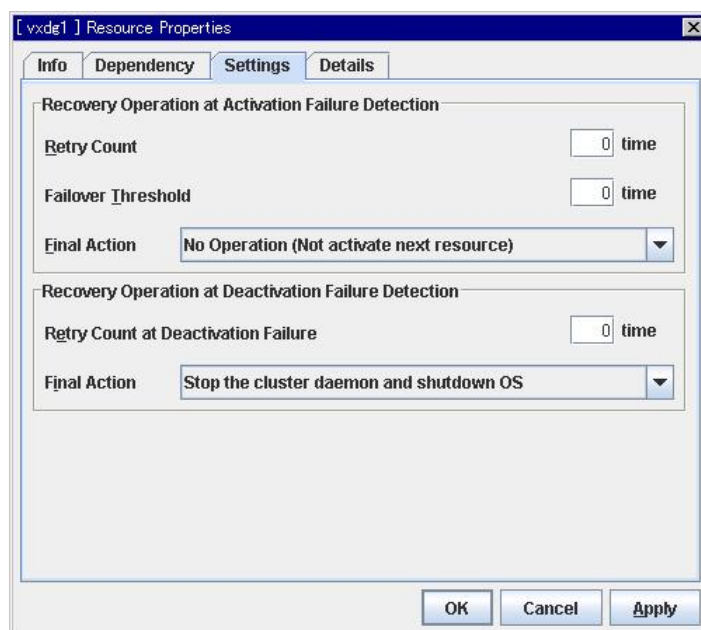 [ vxdg1 ] Resource Properties
Info Dependency Settings Details
Recovery Operation at Activation Failure Detection
Retry Count 0 time
Failover Threshold 0 time
Final Action No Operation (Not activate next resource)
Recovery Operation at Deactivation Failure Detection
Retry Count at Deactivation Failure 0 time
Final Action Stop the cluster daemon and shutdown OS
OK Cancel Apply